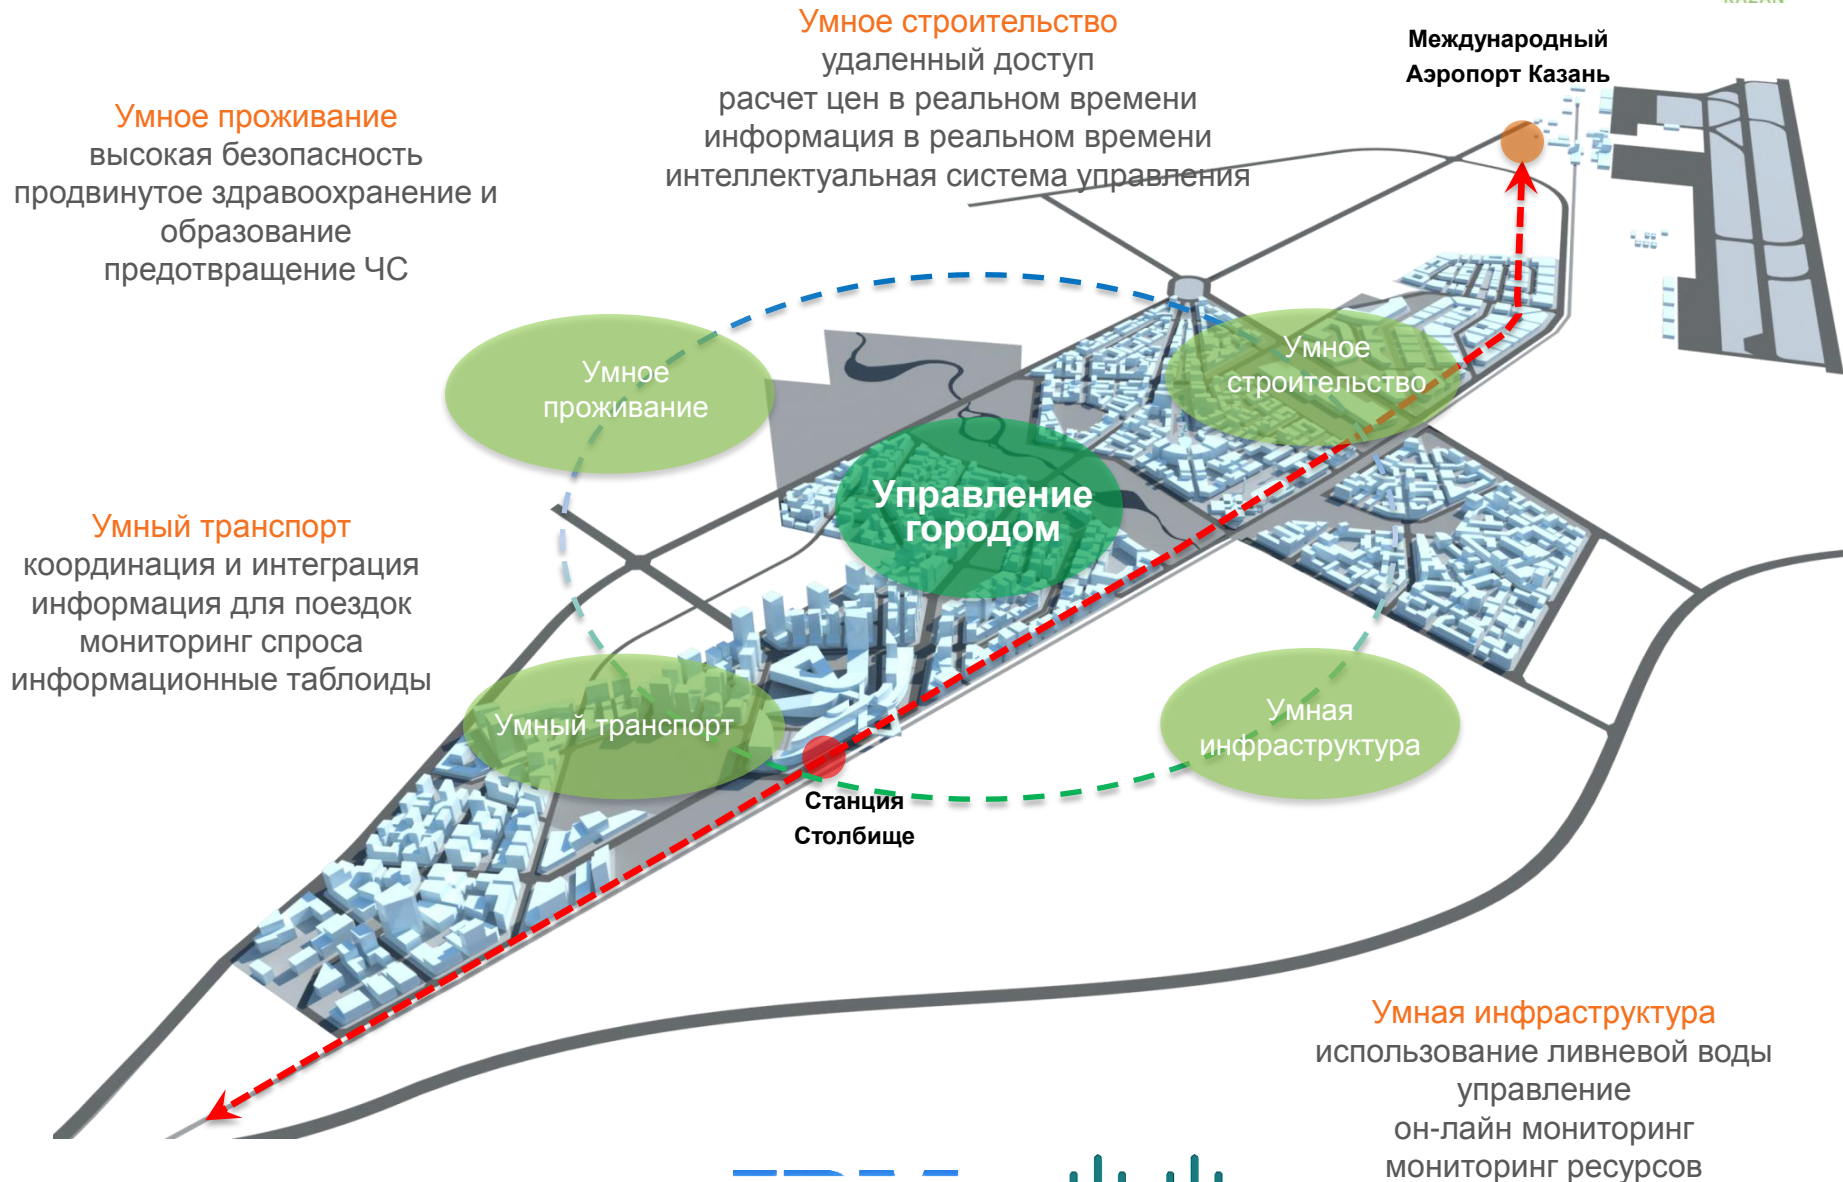 KAZAN
Умное строительство
удаленный доступ
расчет цен в реальном времени
информация в реальном времени
интеллектуальная система управления
Международный
Аэропорт Казань
Умное проживание
высокая безопасность
продвинутое здравоохранение и
образование
предотвращение ЧС
Умное
проживание
Умное
строительство
Управление
городом
Умный транспорт
координация и интеграция
информация для поездок
мониторинг спроса
информационные таблоиды
Умный транспорт
Умная
инфраструктура
Станция
Столбище
Умная инфраструктура
использование ливневой воды
управление
он-лайн мониторинг
мониторинг ресурсов